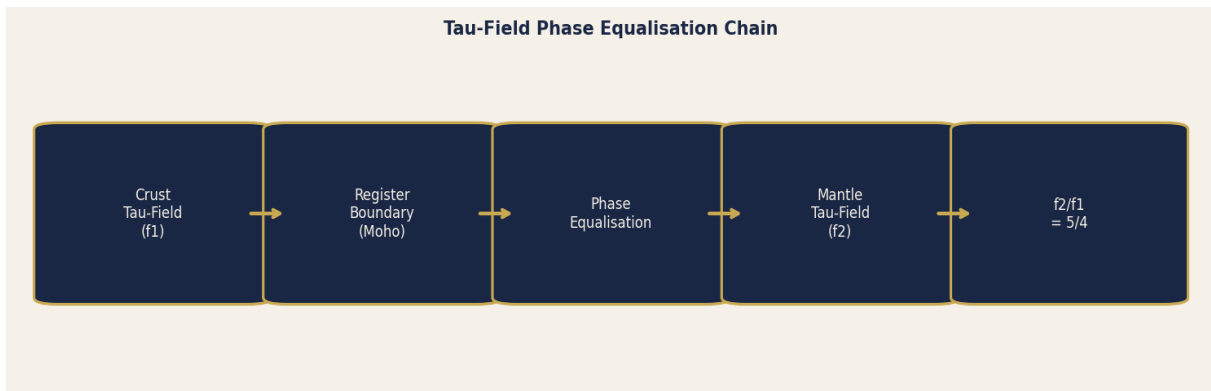 Tau-Field Phase Equalisation Chain
Crust
Tau-Field
(f1)
Register
Boundary
(Moho)
Phase
Equalisation
Mantle
Tau-Field
(f2)
f2/f1
= 5/4